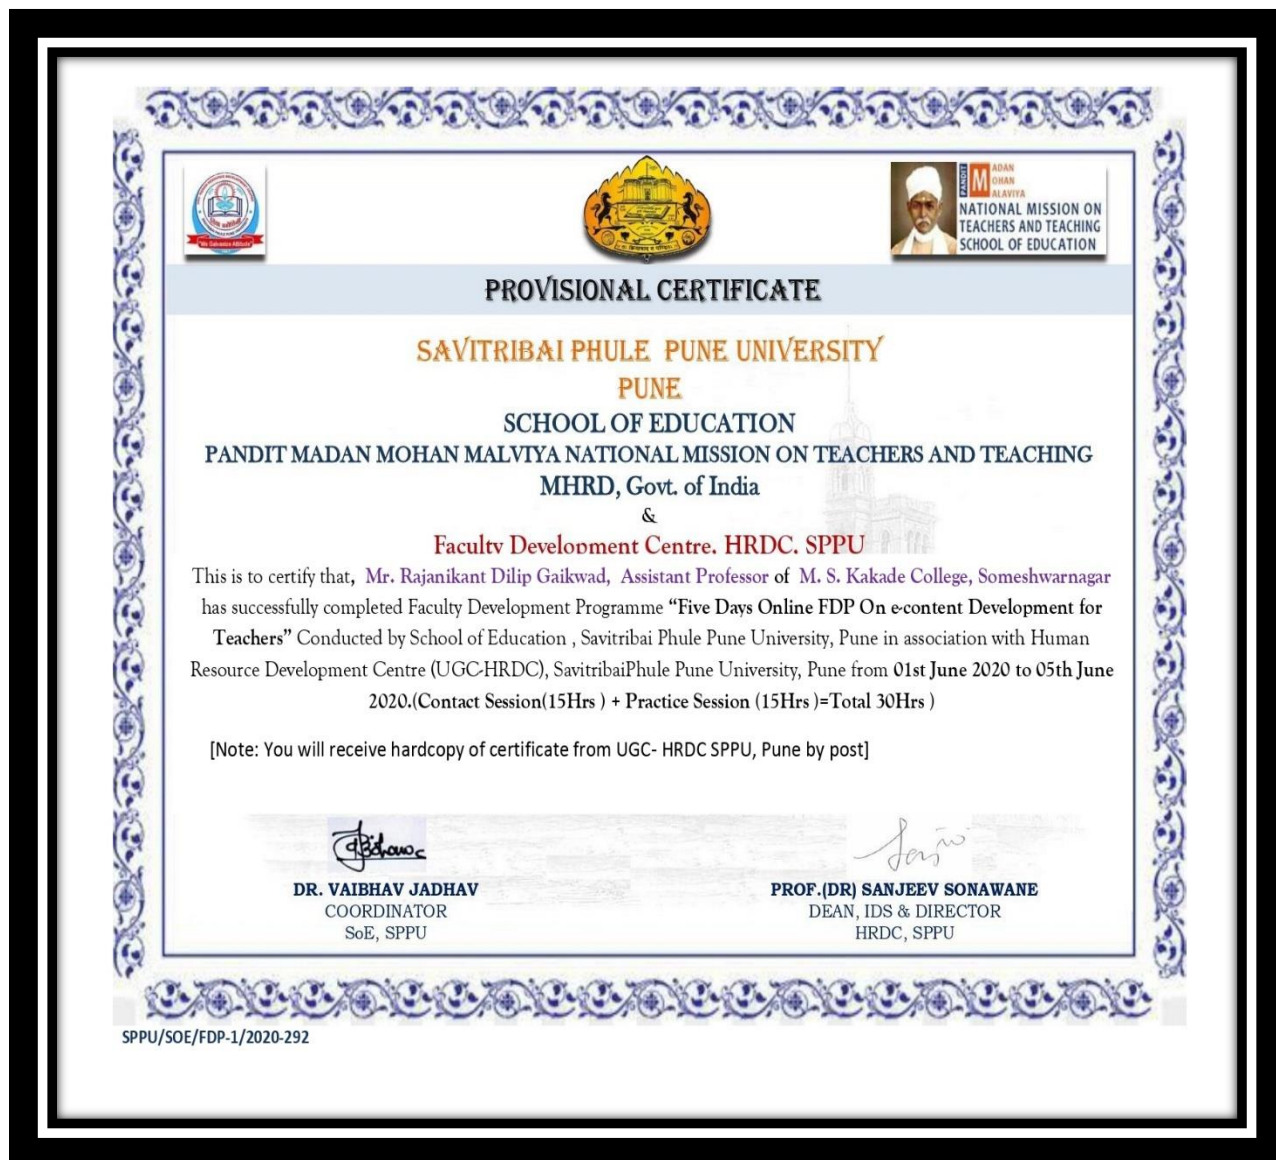 "We Galvanize Attitude"
PANDIT
MADAN
MOHAN
MALAVIYA
NATIONAL MISSION ON
TEACHERS AND TEACHING
SCHOOL OF EDUCATION
PROVISIONAL CERTIFICATE
SAVITRIBAI PHULE PUNE UNIVERSITY
PUNE
SCHOOL OF EDUCATION
PANDIT MADAN MOHAN MALVIYA NATIONAL MISSION ON TEACHERS AND TEACHING
MHRD, Govt. of India
&
Faculty Development Centre. HRDC. SPPU
This is to certify that, Mr. Rajanikant Dilip Gaikwad, Assistant Professor of M. S. Kakade College, Someshwarnagar
has successfully completed Faculty Development Programme “Five Days Online FDP On e-content Development for
Teachers” Conducted by School of Education , Savitribai Phule Pune University, Pune in association with Human
Resource Development Centre (UGC-HRDC), SavitribaiPhule Pune University, Pune from 01st June 2020 to 05th June
2020.(Contact Session(15Hrs ) + Practice Session (15Hrs )=Total 30Hrs )
[Note: You will receive hardcopy of certificate from UGC- HRDC SPPU, Pune by post]
DR. VAIBHAV JADHAV
COORDINATOR
SoE, SPPU
PROF.(DR) SANJEEV SONAWANE
DEAN, IDS & DIRECTOR
HRDC, SPPU
SPPU/SOE/FDP-1/2020-292